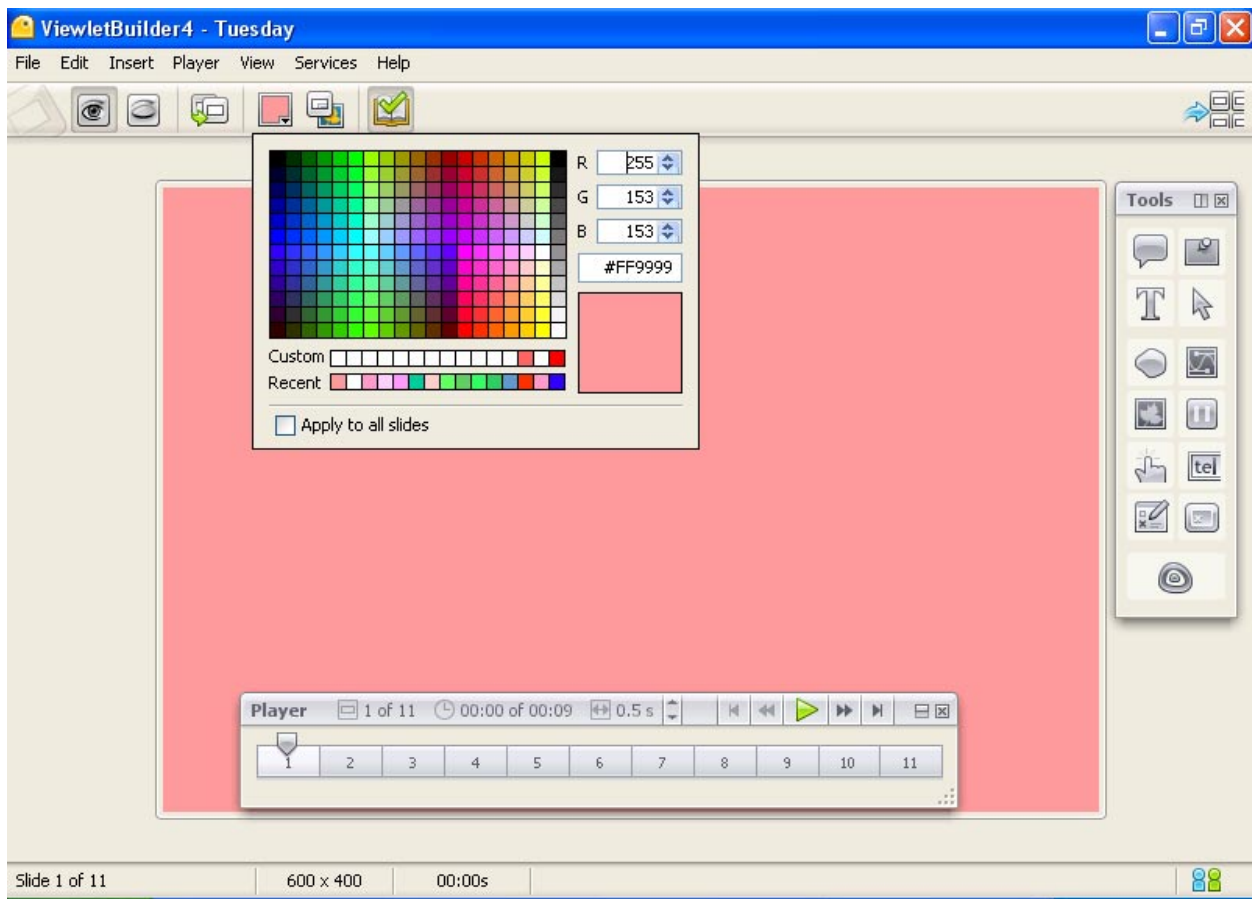 ViewletBuilder4 - Tuesday
File Edit Insert Player View Services Help
R 255
G 153
B 153
#FF9999
Custom
Recent
Apply to all slides
Tools
T
tel
Player 1 of 11 00:00 of 00:09 0.5 s
1 2 3 4 5 6 7 8 9 10 11
Slide 1 of 11 600 x 400 00:00s